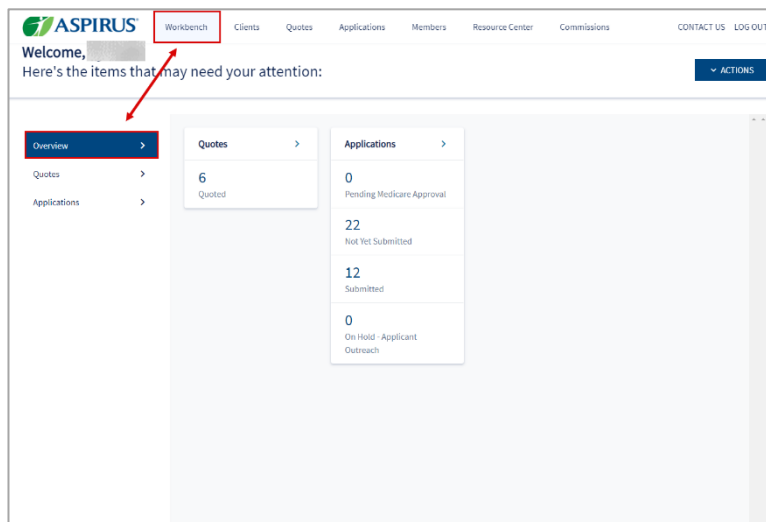 ASPIRUS
Workbench Clients Quotes Applications Members Resource Center Commissions CONTACT US LOG OUT
Welcome,
Here's the items that may need your attention:
ACTIONS
Overview
Quotes
Applications
Quotes
6
Quoted
Applications
0
Pending Medicare Approval
22
Not Yet Submitted
12
Submitted
0
On Hold - Applicant
Outreach